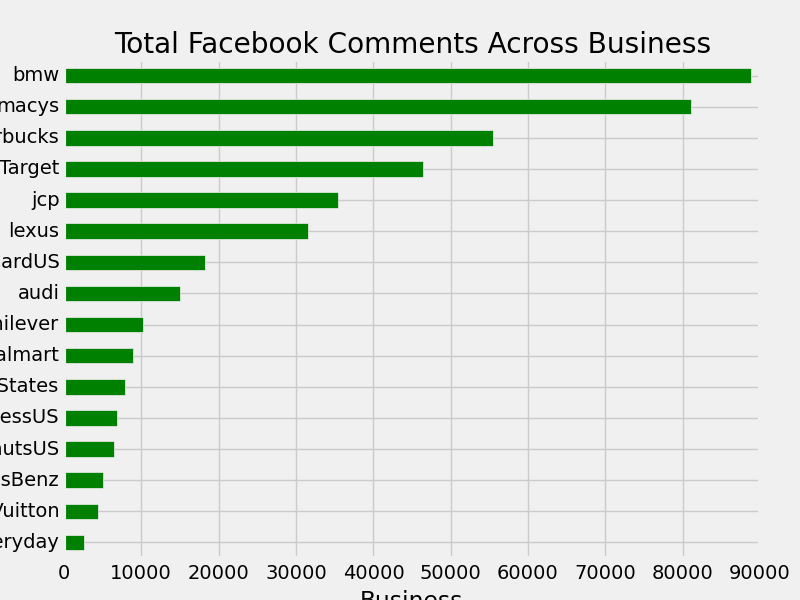 Total Facebook Comments Across Business
bmw
macys
rbucks
Target
jcp
lexus
ardUS
audi
nilever
almart
States
essUS
nutsUS
sBenz
Vuitton
eryday
0 10000 20000 30000 40000 50000 60000 70000 80000 90000
Business